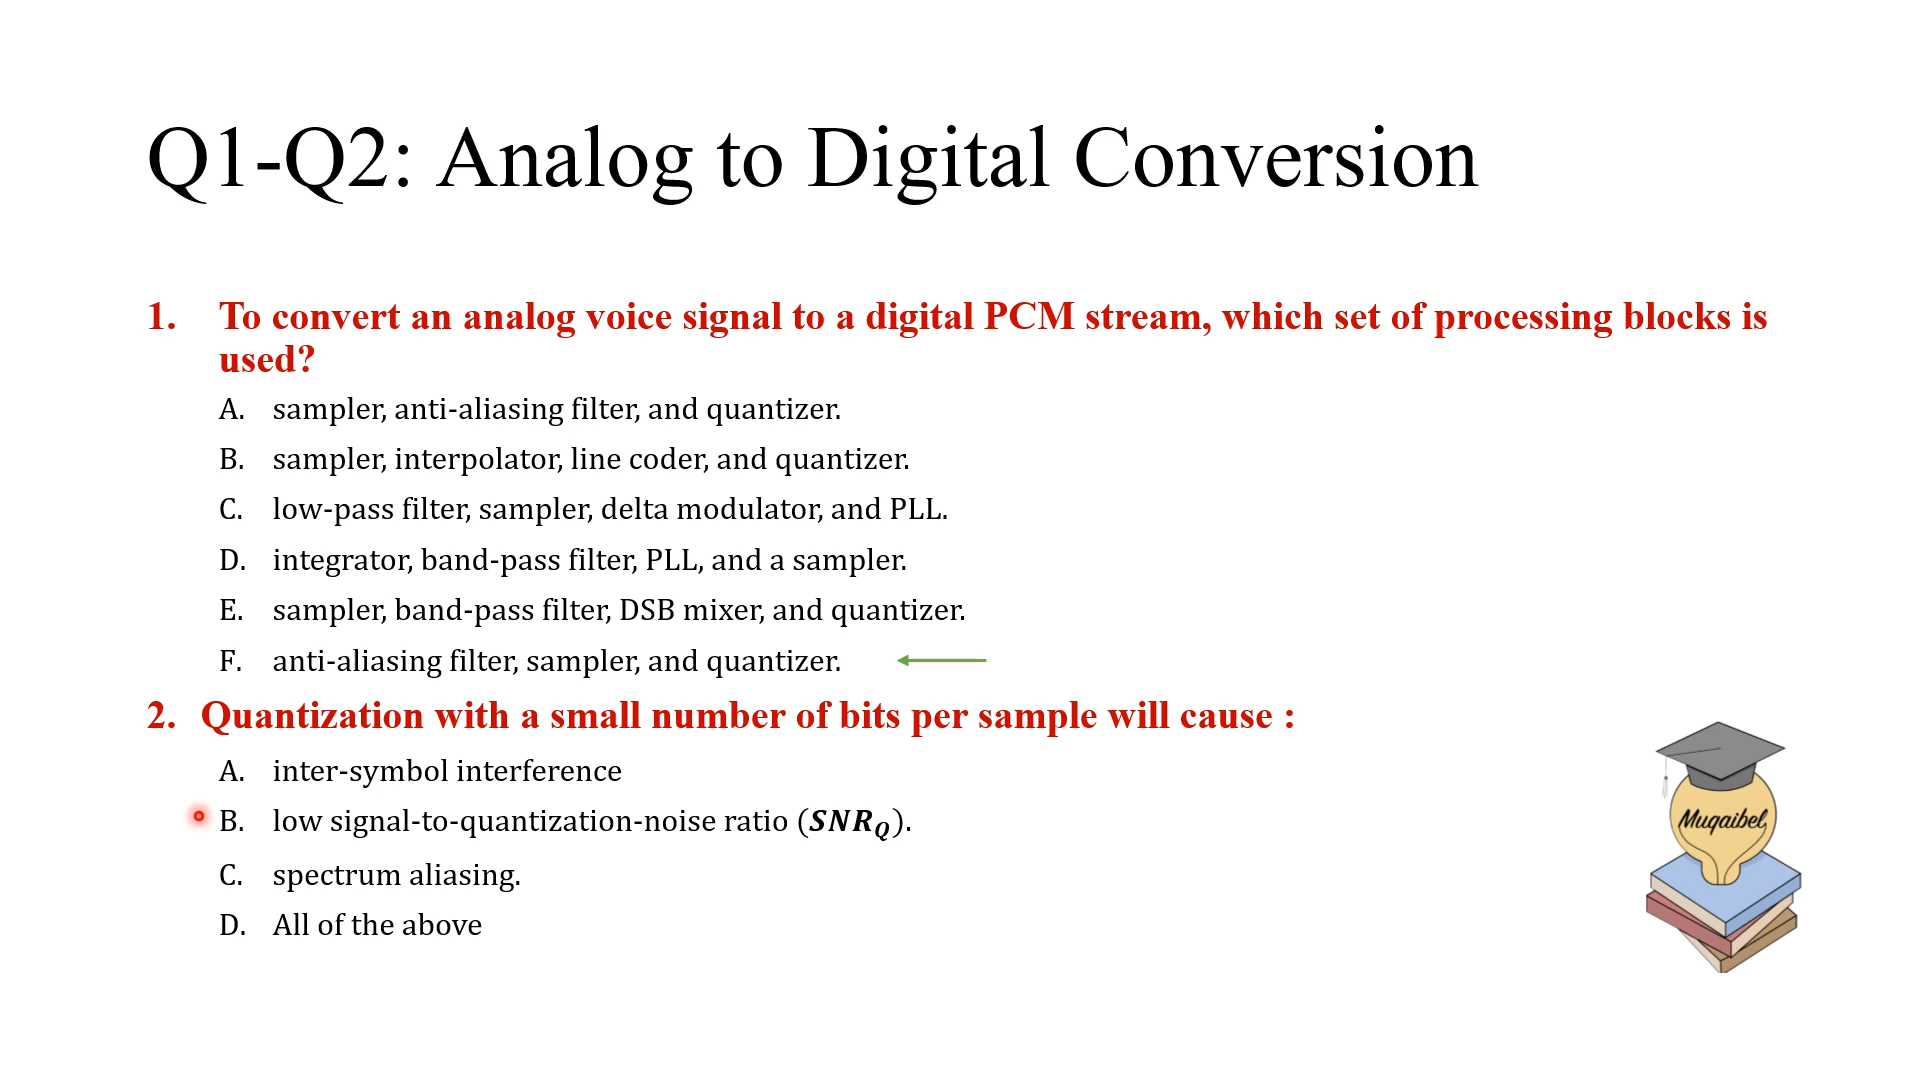 Q1-Q2: Analog to Digital Conversion
1. To convert an analog voice signal to a digital PCM stream, which set of processing blocks is
used?
A. sampler, anti-aliasing filter, and quantizer.
B. sampler, interpolator, line coder, and quantizer.
C. low-pass filter, sampler, delta modulator, and PLL.
D. integrator, band-pass filter, PLL, and a sampler.
E. sampler, band-pass filter, DSB mixer, and quantizer.
F. anti-aliasing filter, sampler, and quantizer.
2. Quantization with a small number of bits per sample will cause :
A. inter-symbol interference
B. low signal-to-quantization-noise ratio (SNR_Q).
C. spectrum aliasing.
D. All of the above
Muqaibel